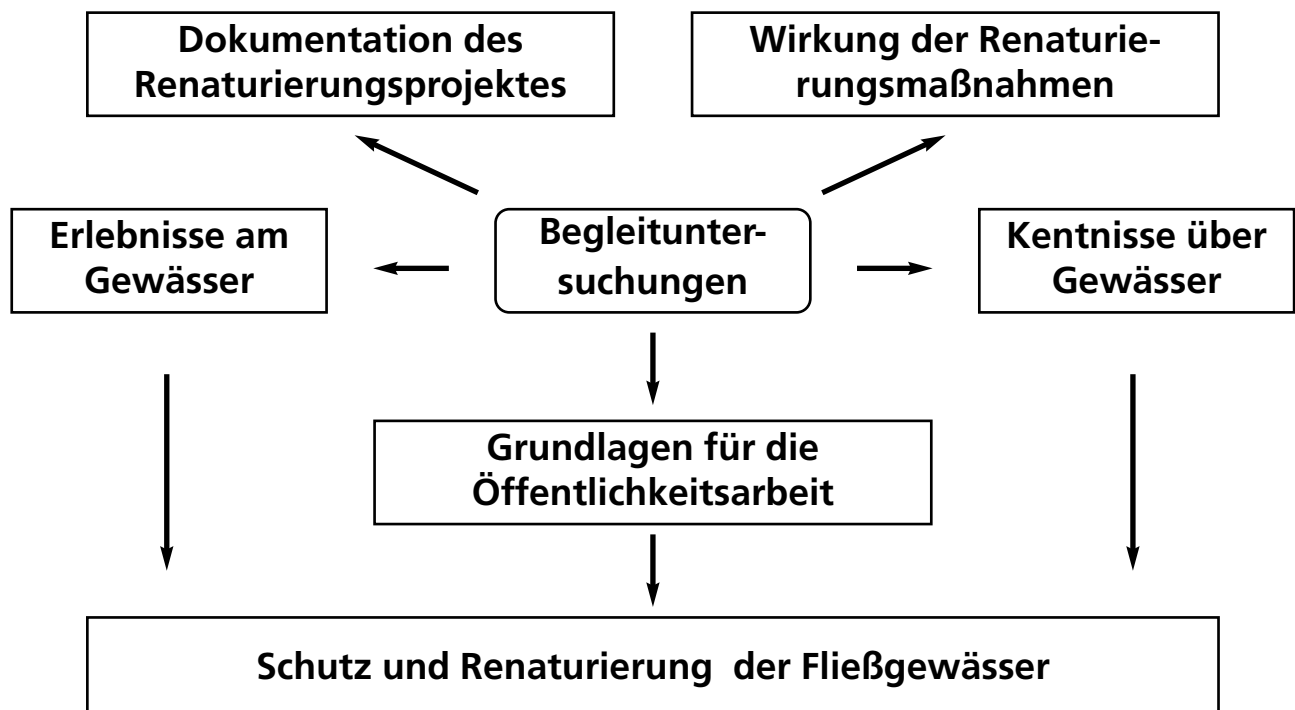 Dokumentation des
Renaturierungsprojektes
Wirkung der Renaturie-
rungsmaßnahmen
Erlebnisse am
Gewässer
Begleitunter-
suchungen
Kentnisse über
Gewässer
Grundlagen für die
Öffentlichkeitsarbeit
Schutz und Renaturierung der Fließgewässer